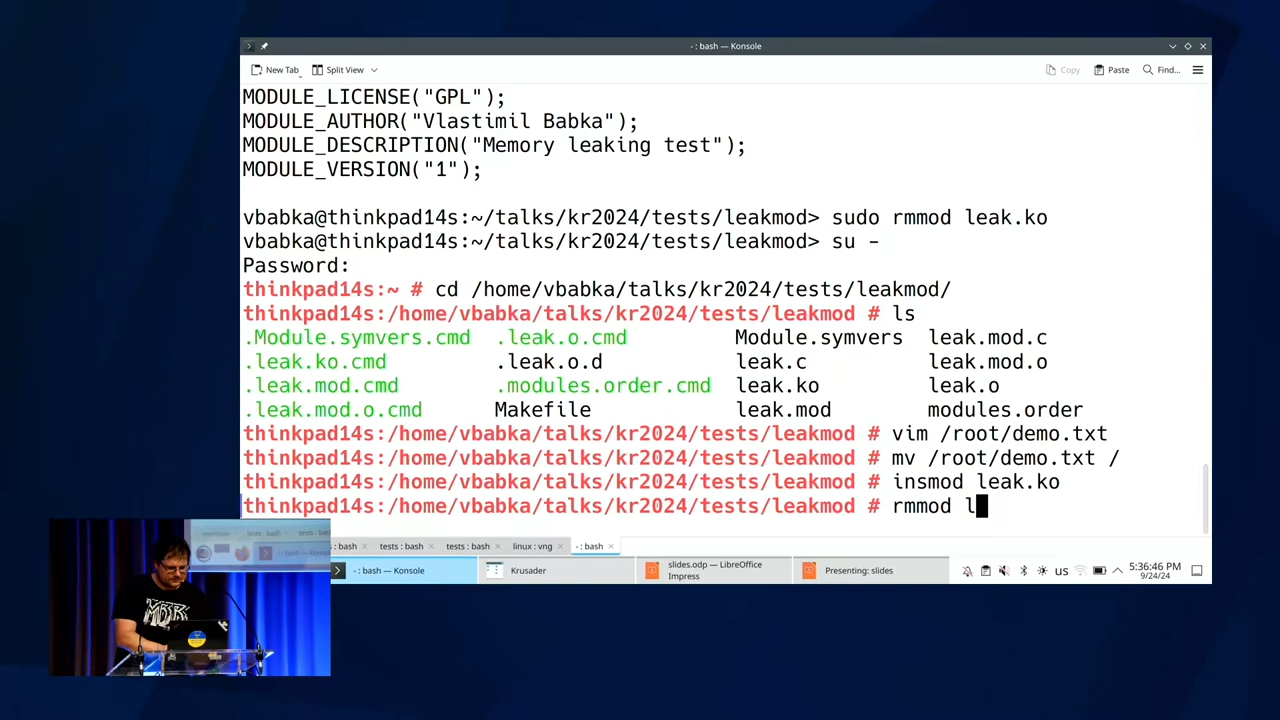 - : bash — Konsole
New Tab Split View Copy Paste Find...
MODULE_LICENSE("GPL");
MODULE_AUTHOR("Vlastimil Babka");
MODULE_DESCRIPTION("Memory leaking test");
MODULE_VERSION("1");
vbabka@thinkpad14s:~/talks/kr2024/tests/leakmod> sudo rmmod leak.ko
vbabka@thinkpad14s:~/talks/kr2024/tests/leakmod> su -
Password:
thinkpad14s:~ # cd /home/vbabka/talks/kr2024/tests/leakmod/
thinkpad14s:/home/vbabka/talks/kr2024/tests/leakmod # ls
.Module.symvers.cmd .leak.o.cmd Module.symvers leak.mod.c
.leak.ko.cmd .leak.o.d leak.c leak.mod.o
.leak.mod.cmd .modules.order.cmd leak.ko leak.o
.leak.mod.o.cmd Makefile leak.mod modules.order
thinkpad14s:/home/vbabka/talks/kr2024/tests/leakmod # vim /root/demo.txt
thinkpad14s:/home/vbabka/talks/kr2024/tests/leakmod # mv /root/demo.txt /
thinkpad14s:/home/vbabka/talks/kr2024/tests/leakmod # insmod leak.ko
thinkpad14s:/home/vbabka/talks/kr2024/tests/leakmod # rmmod l
: bash tests : bash tests : bash linux : vng - : bash
- : bash — Konsole Krusader slides.odp — LibreOffice Impress Presenting: slides us 5:36:46 PM
9/24/24